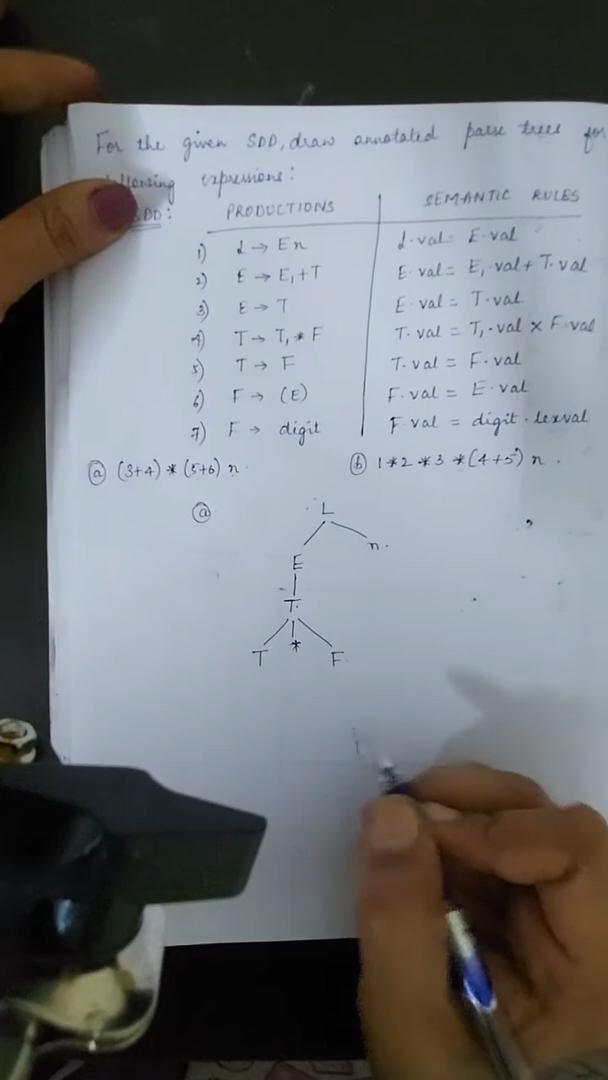 For the given SDD, draw annotated parse trees for
following expressions:
SDD: PRODUCTIONS SEMANTIC RULES
1) L → En L.val = E.val
2) E → E₁+T E.val = E₁.val + T.val
3) E → T E.val = T.val
4) T → T₁ * F T.val = T₁.val × F.val
5) T → F T.val = F.val
6) F → (E) F.val = E.val
7) F → digit F.val = digit.lexval
ⓐ (3+4) * (5+6) n. ⓑ 1*2*3*(4+5) n.
ⓐ L
E n.
T.
T * F.